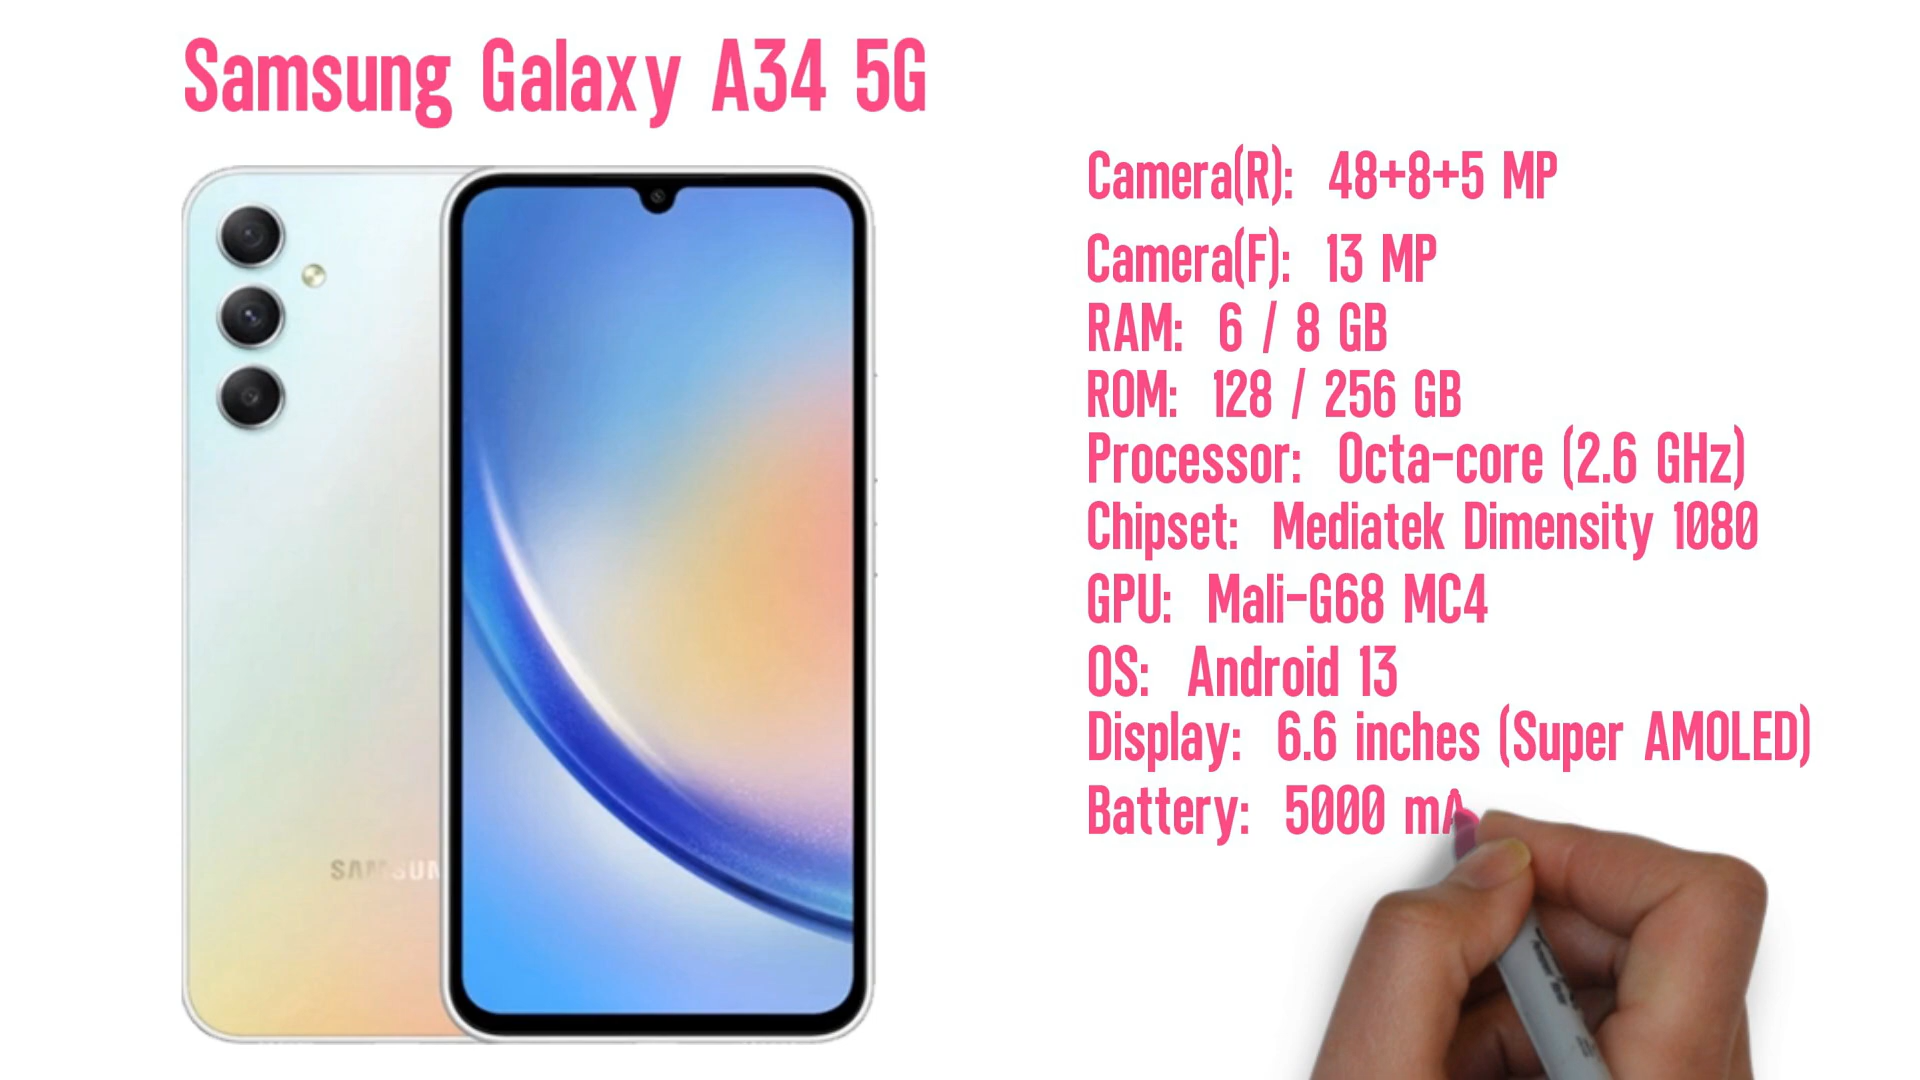 Samsung Galaxy A34 5G
Camera(R): 48+8+5 MP
Camera(F): 13 MP
RAM: 6 / 8 GB
ROM: 128 / 256 GB
Processor: Octa-core (2.6 GHz)
Chipset: Mediatek Dimensity 1080
GPU: Mali-G68 MC4
OS: Android 13
Display: 6.6 inches (Super AMOLED)
Battery: 5000 mA
SAMSUN